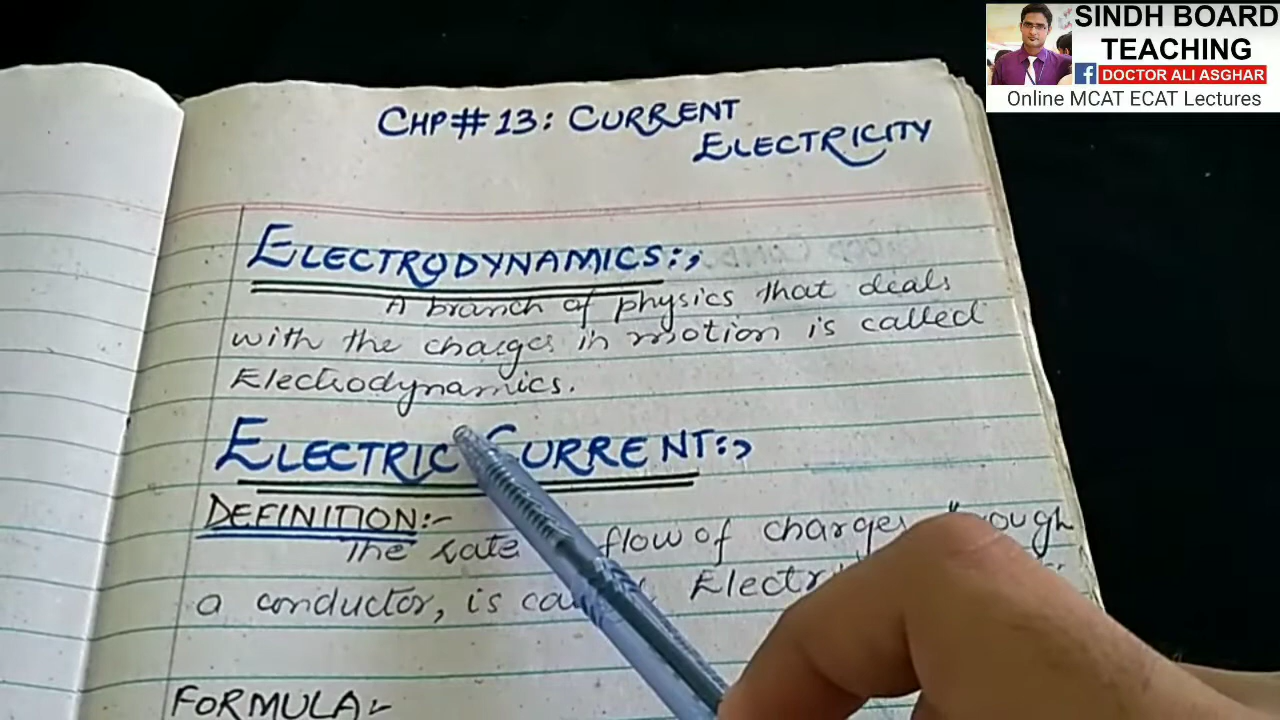 SINDH BOARD
TEACHING
DOCTOR ALI ASGHAR
Online MCAT ECAT Lectures
CHP# 13: CURRENT
ELECTRICITY
ELECTRODYNAMICS:,
A branch of physics that deals
with the charges in motion is called
Electrodynamics.
ELECTRIC CURRENT:,
DEFINITION:-
The rate flow of charges
a conductor, is
FORMULA:-